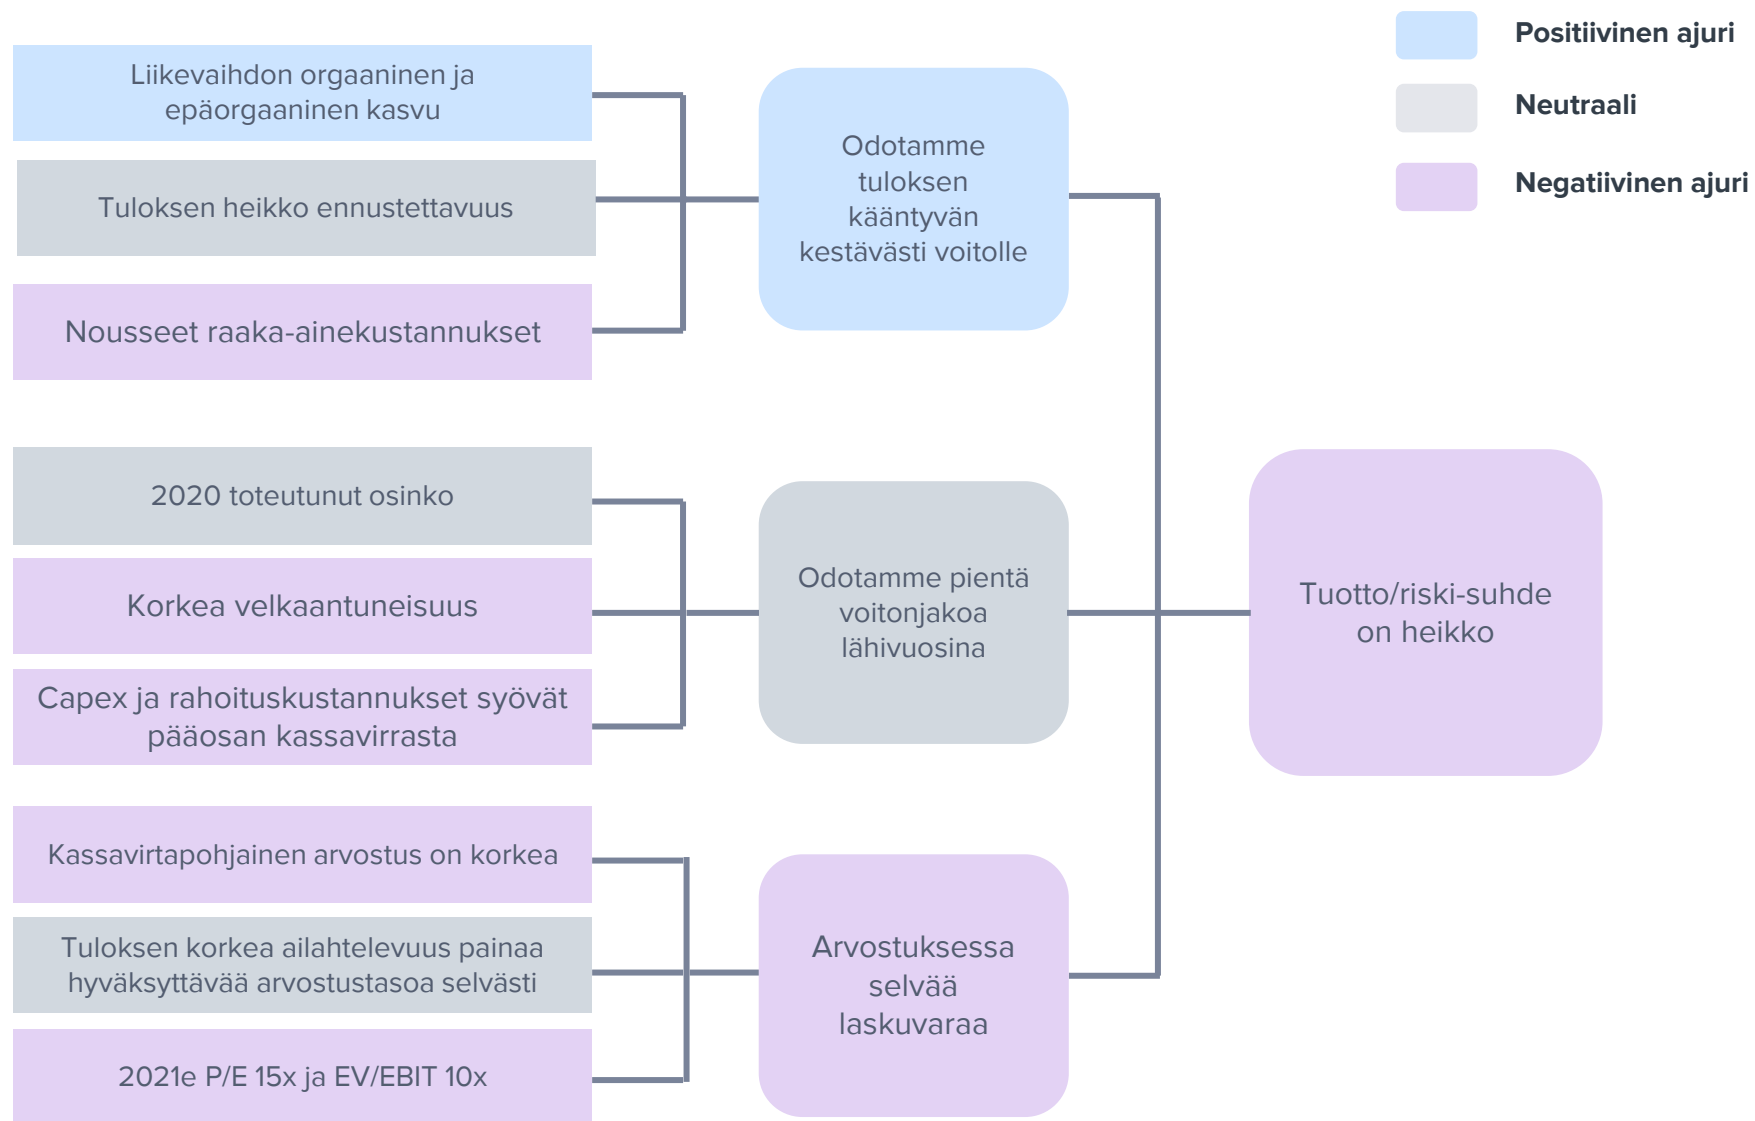 Positiivinen ajuri
Neutraali
Negatiivinen ajuri
Liikevaihdon orgaaninen ja
epäorgaaninen kasvu
Tuloksen heikko ennustettavuus
Nousseet raaka-ainekustannukset
Odotamme
tuloksen
kääntyvän
kestävästi voitolle
2020 toteutunut osinko
Korkea velkaantuneisuus
Capex ja rahoituskustannukset syövät
pääosan kassavirrasta
Odotamme pientä
voitonjakoa
lähivuosina
Kassavirtapohjainen arvostus on korkea
Tuloksen korkea ailahtelevuus painaa
hyväksyttävää arvostustasoa selvästi
2021e P/E 15x ja EV/EBIT 10x
Arvostuksessa
selvää
laskuvaraa
Tuotto/riski-suhde
on heikko